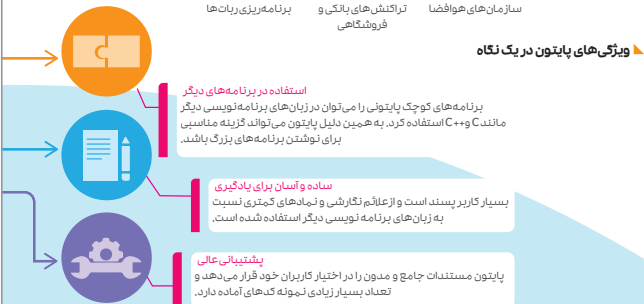 سازمان‌های هوافضا
تراکنش‌های بانکی و
فروشگاهی
برنامه‌ریزی ربات‌ها
ویژگی‌های پایتون در یک نگاه
استفاده در برنامه‌های دیگر
برنامه‌های کوچک پایتونی را می‌توان در زبان‌های برنامه‌نویسی دیگر
مانند C و C++ استفاده کرد. به همین دلیل پایتون می‌تواند گزینه مناسبی
برای نوشتن برنامه‌های بزرگ باشد.
ساده و آسان برای یادگیری
بسیار کاربر پسند است و از علائم نگارشی و نمادهای کمتری نسبت
به زبان‌های برنامه نویسی دیگر استفاده شده است.
پشتیبانی عالی
پایتون مستندات جامع و مدون را در اختیار کاربران خود قرار می‌دهد و
تعداد بسیار زیادی نمونه کدهای آماده دارد.